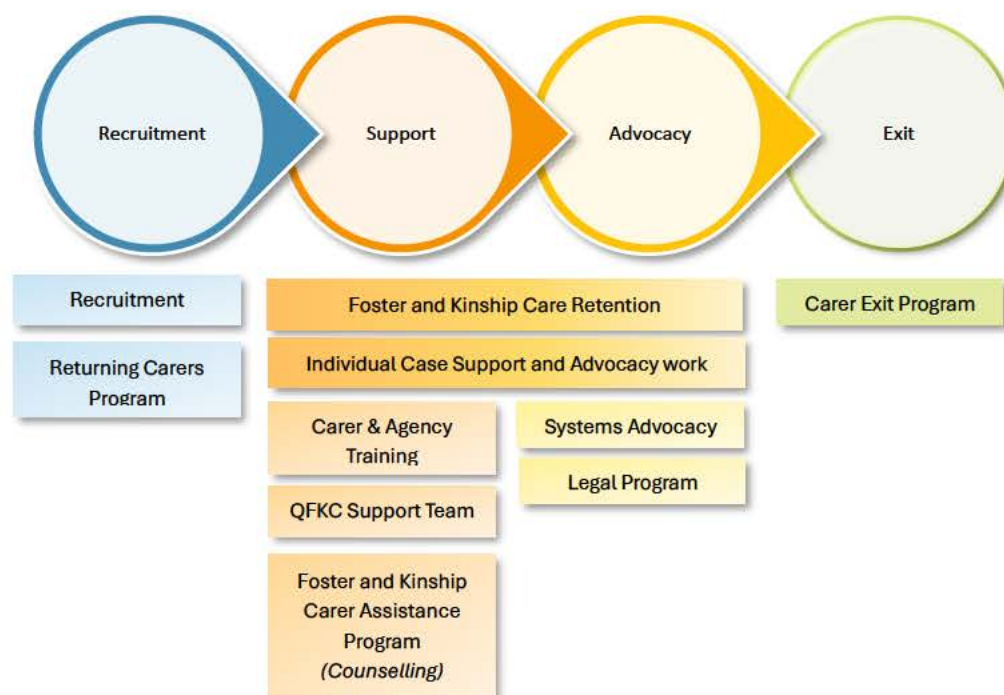 Recruitment
Support
Advocacy
Exit
Recruitment
Returning Carers
Program
Foster and Kinship Care Retention
Individual Case Support and Advocacy work
Carer & Agency
Training
QFKC Support Team
Foster and Kinship
Carer Assistance
Program
(Counselling)
Systems Advocacy
Legal Program
Carer Exit Program